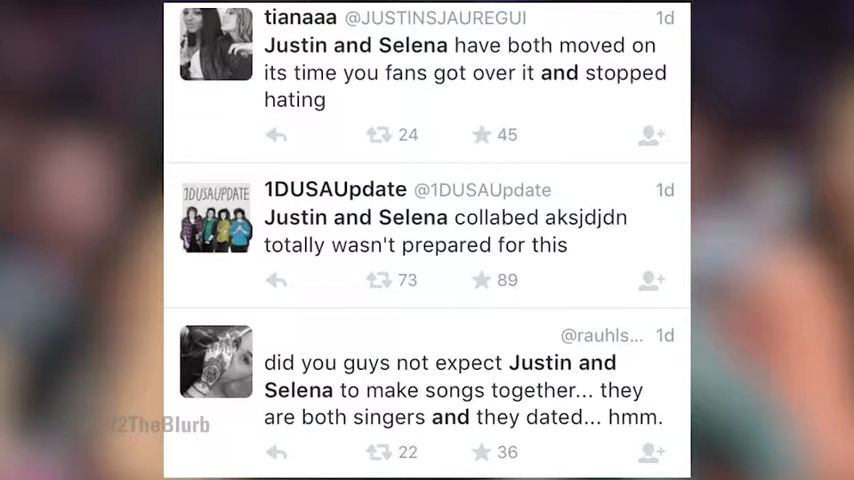 tianaaa @JUSTINSJAUREGUI 1d
Justin and Selena have both moved on
its time you fans got over it and stopped
hating
24 45
1DUSAUPDATE
1DUSAUpdate @1DUSAUpdate 1d
Justin and Selena collabed aksjdjdn
totally wasn't prepared for this
73 89
@rauhls... 1d
did you guys not expect Justin and
Selena to make songs together... they
are both singers and they dated... hmm.
2TheBlurb
22 36